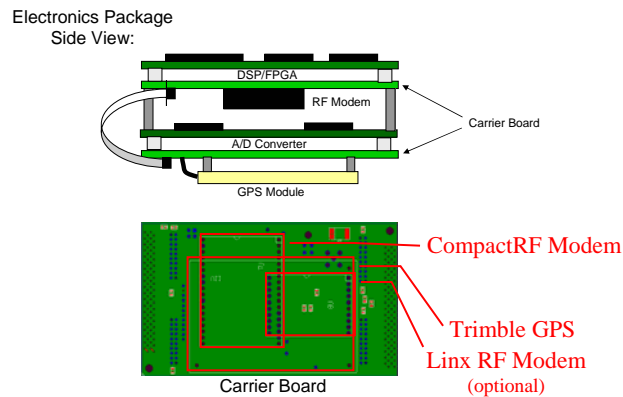 Electronics Package
Side View:
DSP/FPGA
RF Modem
Carrier Board
A/D Converter
GPS Module
CompactRF Modem
Trimble GPS
Linx RF Modem
(optional)
Carrier Board